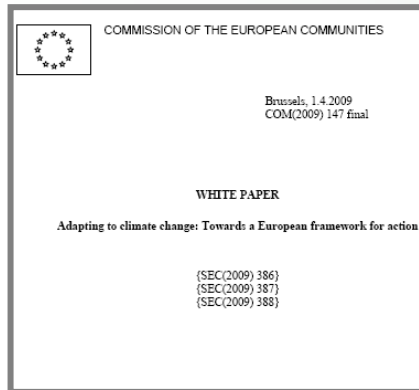 COMMISSION OF THE EUROPEAN COMMUNITIES
Brussels, 1.4.2009
COM(2009) 147 final
WHITE PAPER
Adapting to climate change: Towards a European framework for action
{SEC(2009) 386}
{SEC(2009) 387}
{SEC(2009) 388}